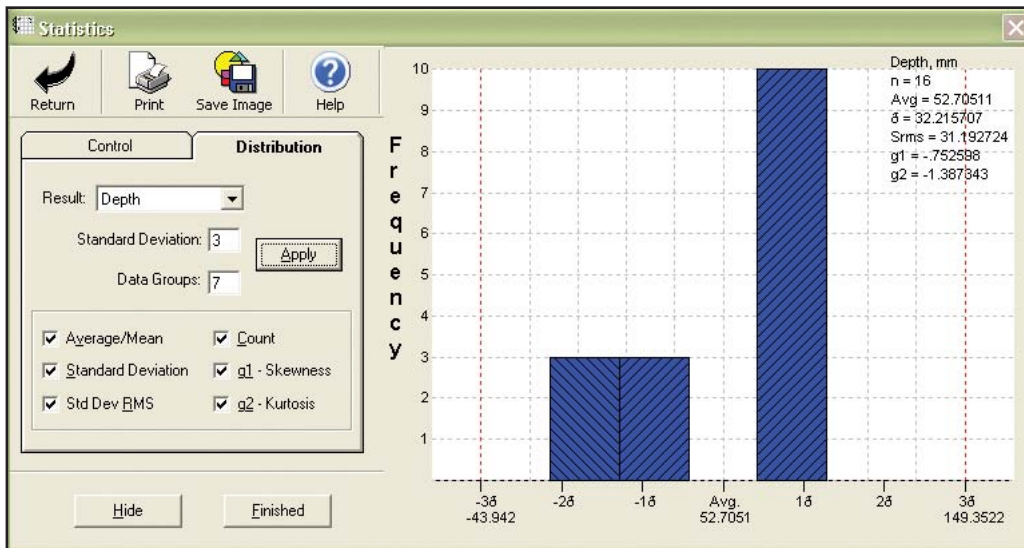 Statistics
Return Print Save Image Help
Control Distribution
Result: Depth
Standard Deviation: 3
Apply
Data Groups: 7
Average/Mean Count
Standard Deviation g1 - Skewness
Std Dev RMS g2 - Kurtosis
Hide Finished
Frequency
10
9
8
7
6
5
4
3
2
1
Depth, mm
n = 16
Avg = 52.70511
δ = 32.215707
Srms = 31.192724
g1 = -.752598
g2 = -1.387343
-3δ -2δ -1δ Avg. 1δ 2δ 3δ
-43.942 52.7051 149.3522